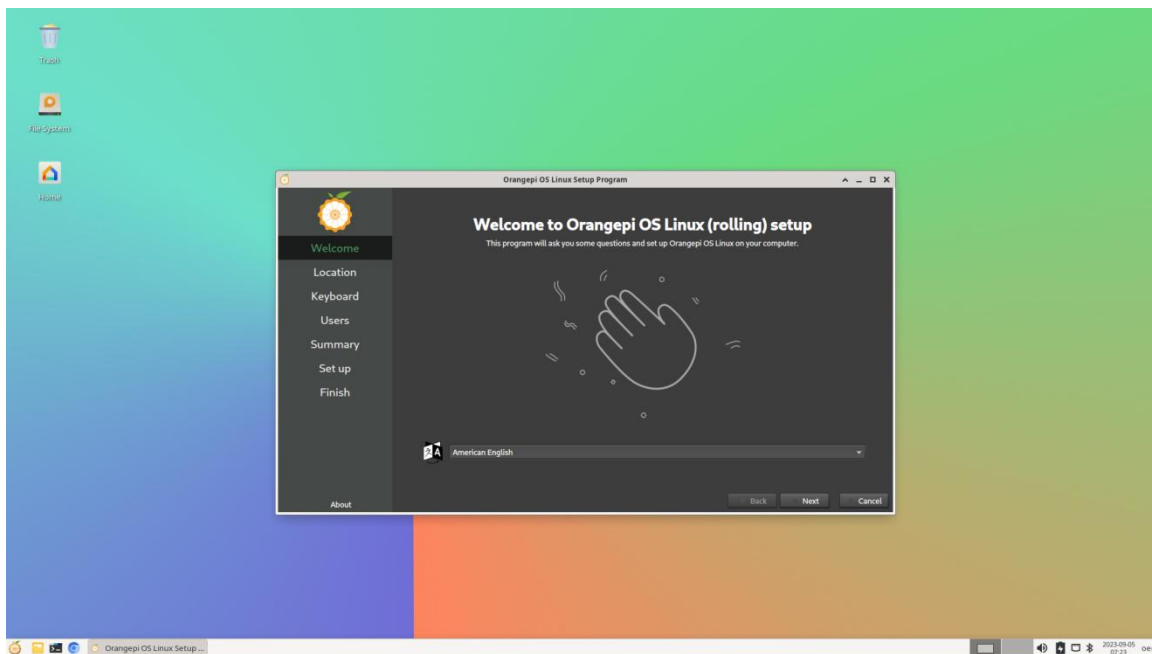 Trash
File System
Home
Orangepi OS Linux Setup Program
Welcome
Location
Keyboard
Users
Summary
Set up
Finish
About
Welcome to Orangepi OS Linux (rolling) setup
This program will ask you some questions and set up Orangepi OS Linux on your computer.
American English
Back
Next
Cancel
Orangepi OS Linux Setup ...
2023-09-05
07:23